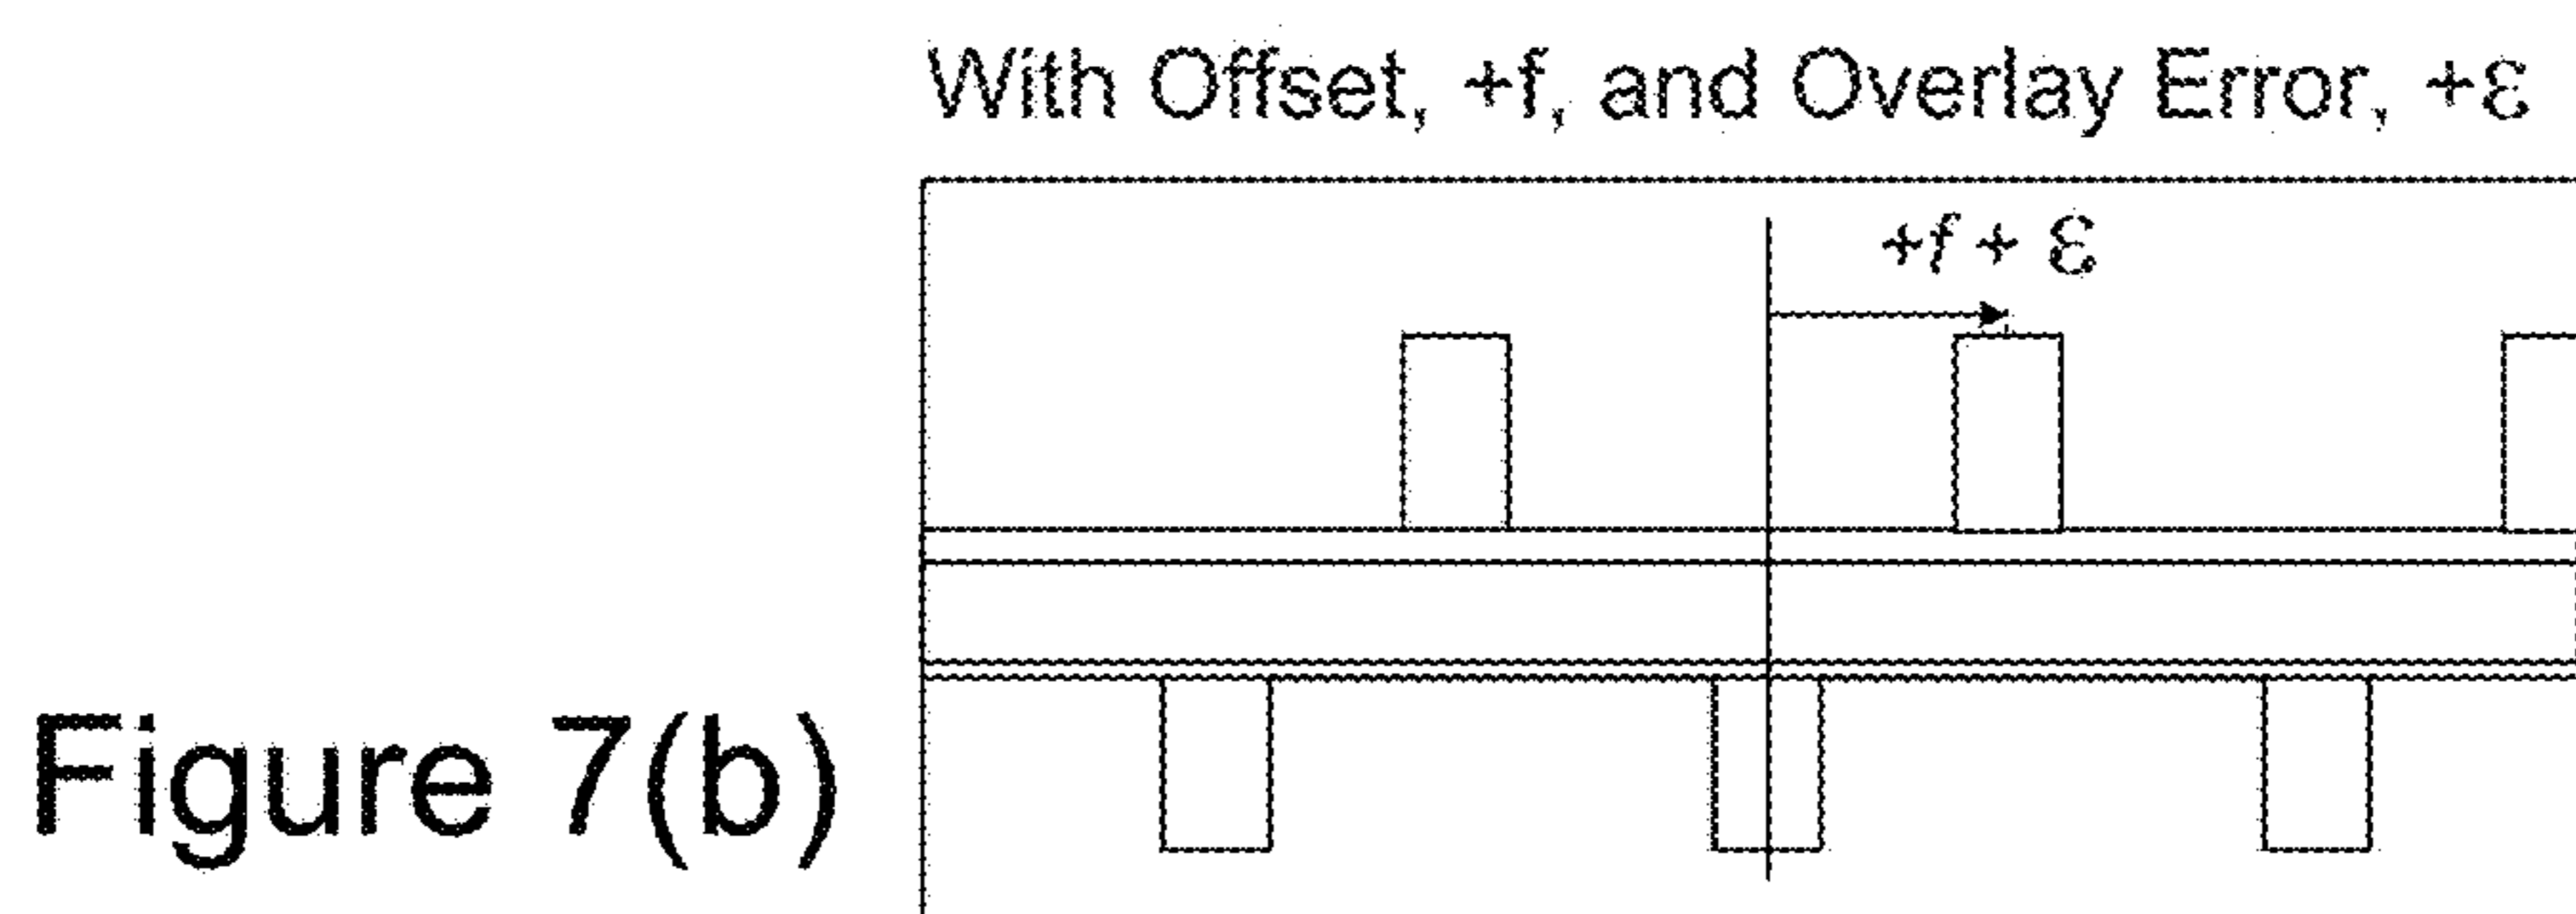 With Offset, +f, and Overlay Error, +ε
+f + ε
Figure 7(b)